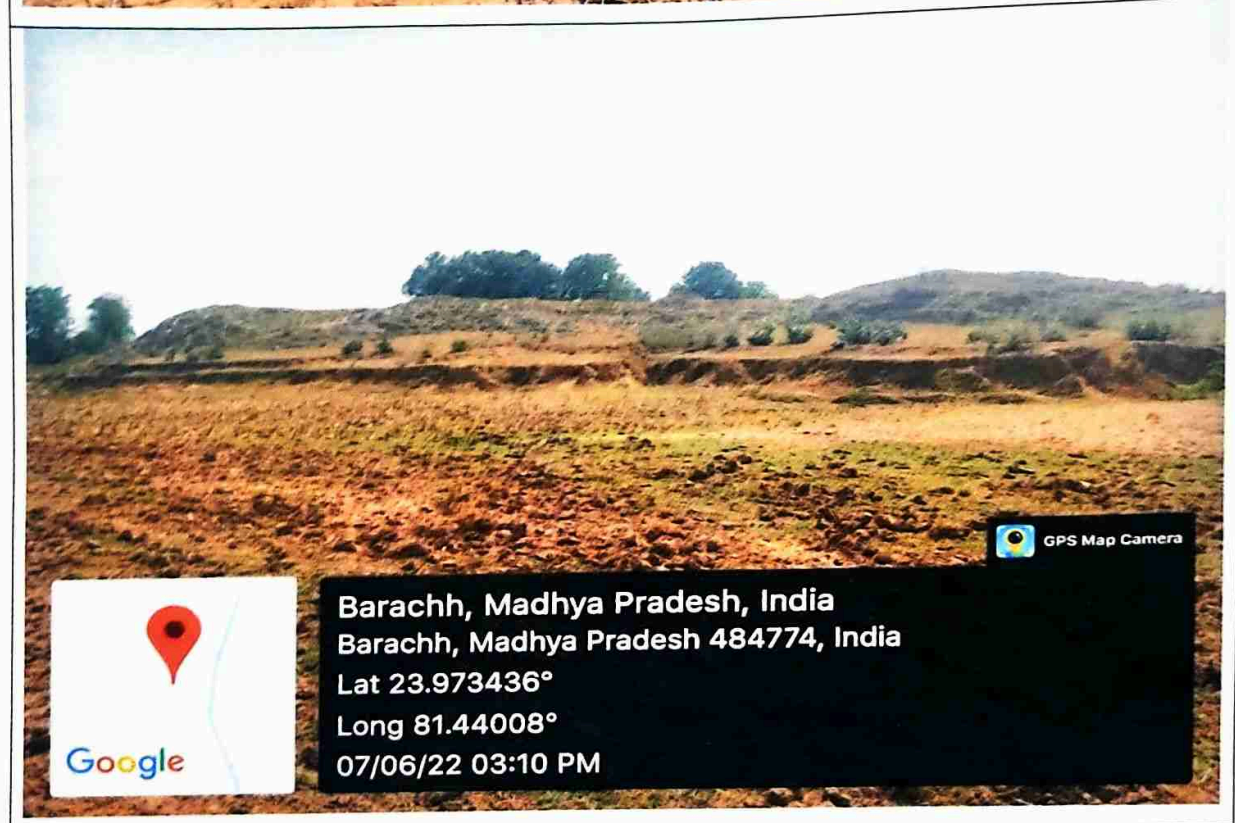 GPS Map Camera
Barachh, Madhya Pradesh, India
Barachh, Madhya Pradesh 484774, India
Lat 23.973436°
Long 81.44008°
07/06/22 03:10 PM
Google